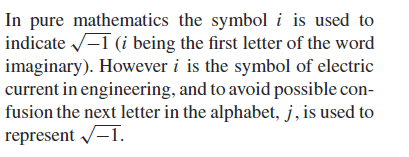 In pure mathematics the symbol i is used to
indicate √−1 (i being the first letter of the word
imaginary). However i is the symbol of electric
current in engineering, and to avoid possible con-
fusion the next letter in the alphabet, j, is used to
represent √−1.